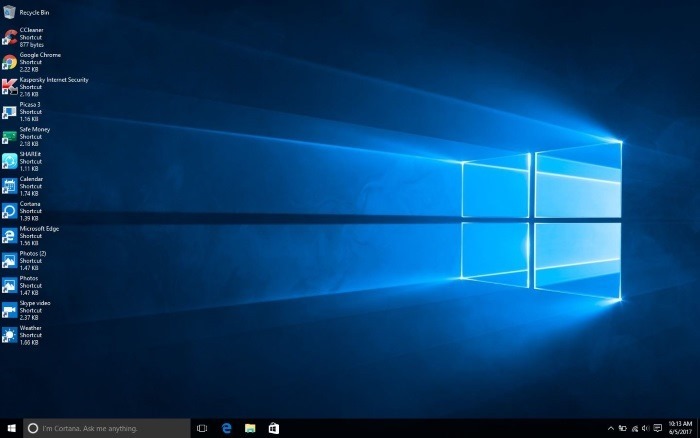 Recycle Bin
CCleaner
Shortcut
877 bytes
Google Chrome
Shortcut
2.22 KB
Kaspersky Internet Security
Shortcut
2.16 KB
Picasa 3
Shortcut
1.16 KB
Safe Money
Shortcut
2.18 KB
SHAREit
Shortcut
1.11 KB
Calendar
Shortcut
1.74 KB
Cortana
Shortcut
1.39 KB
Microsoft Edge
Shortcut
1.56 KB
Photos (2)
Shortcut
1.47 KB
Photos
Shortcut
1.47 KB
Skype video
Shortcut
2.37 KB
Weather
Shortcut
1.66 KB
I'm Cortana. Ask me anything.
10:13 AM
6/5/2017